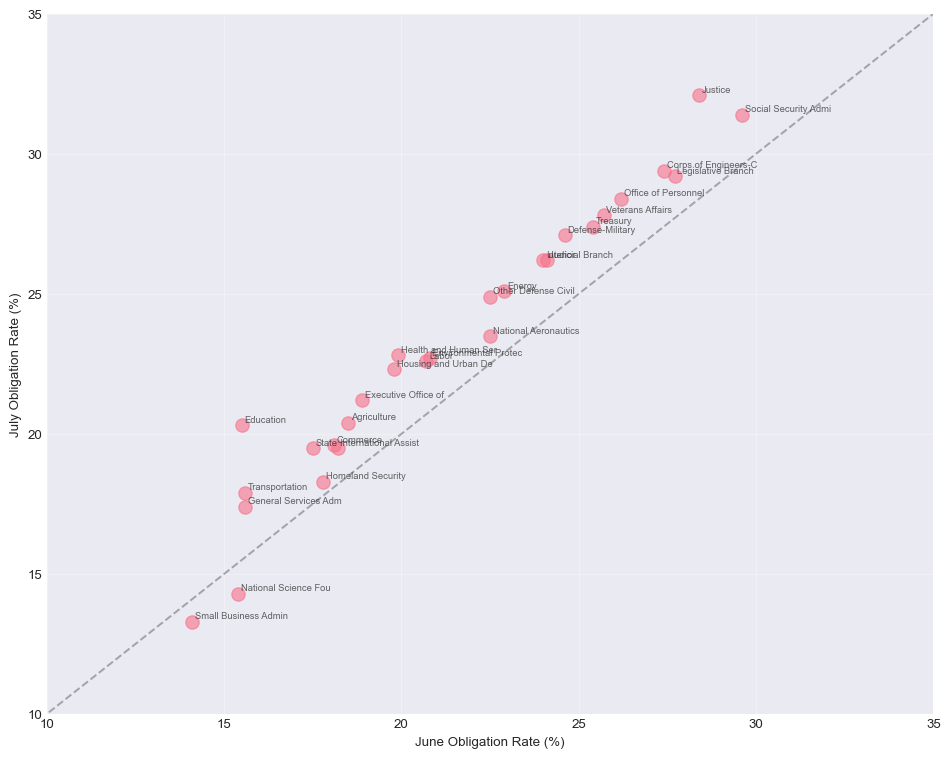 35
Justice
Social Security Admi
Corps of Engineers-C
Legislative Branch
30
Office of Personnel
Veterans Affairs
Treasury
Defense-Military
Judicial Branch
25
Energy
Other Defense Civil
National Aeronautics
Health and Human Ser
Environmental Protec
Labor
Housing and Urban De
Executive Office of
Agriculture
Education
20
Commerce
State
International Assist
Homeland Security
Transportation
General Services Adm
15
National Science Fou
Small Business Admin
10
July Obligation Rate (%)
10
15
20
25
30
35
June Obligation Rate (%)